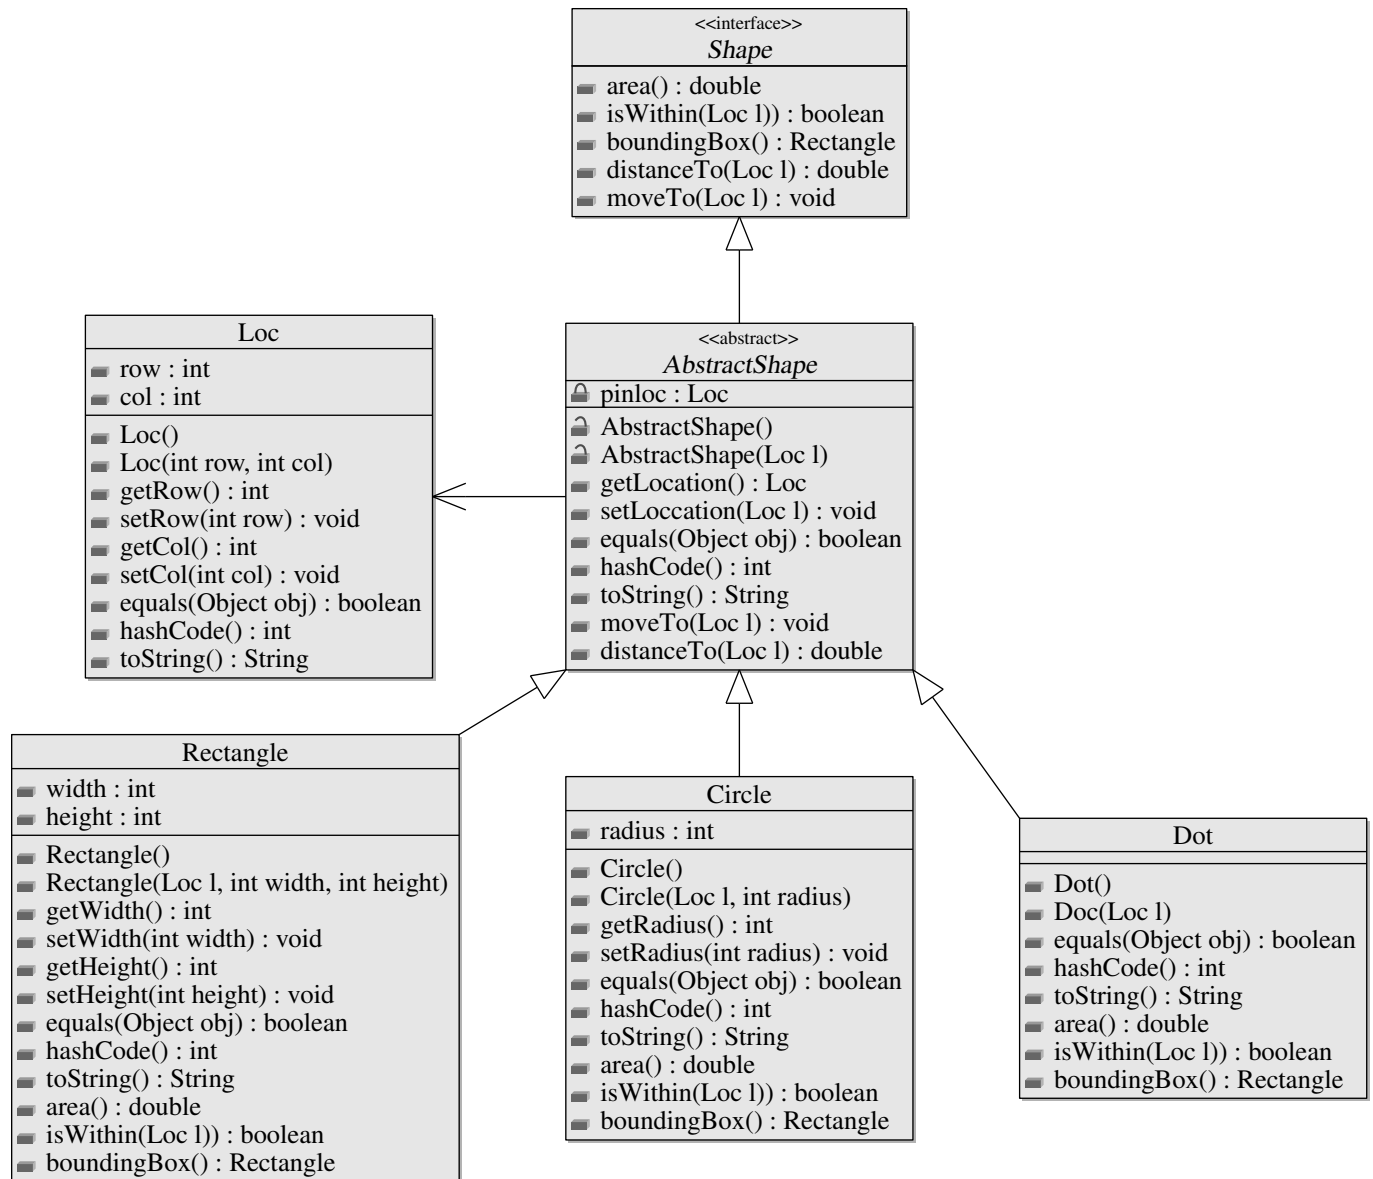 <<interface>>
Shape
area() : double
isWithin(Loc l)) : boolean
boundingBox() : Rectangle
distanceTo(Loc l) : double
moveTo(Loc l) : void
Loc
row : int
col : int
Loc()
Loc(int row, int col)
getRow() : int
setRow(int row) : void
getCol() : int
setCol(int col) : void
equals(Object obj) : boolean
hashCode() : int
toString() : String
<<abstract>>
AbstractShape
pinloc : Loc
AbstractShape()
AbstractShape(Loc l)
getLocation() : Loc
setLoccation(Loc l) : void
equals(Object obj) : boolean
hashCode() : int
toString() : String
moveTo(Loc l) : void
distanceTo(Loc l) : double
Rectangle
width : int
height : int
Rectangle()
Rectangle(Loc l, int width, int height)
getWidth() : int
setWidth(int width) : void
getHeight() : int
setHeight(int height) : void
equals(Object obj) : boolean
hashCode() : int
toString() : String
area() : double
isWithin(Loc l)) : boolean
boundingBox() : Rectangle
Circle
radius : int
Circle()
Circle(Loc l, int radius)
getRadius() : int
setRadius(int radius) : void
equals(Object obj) : boolean
hashCode() : int
toString() : String
area() : double
isWithin(Loc l)) : boolean
boundingBox() : Rectangle
Dot
Dot()
Doc(Loc l)
equals(Object obj) : boolean
hashCode() : int
toString() : String
area() : double
isWithin(Loc l)) : boolean
boundingBox() : Rectangle